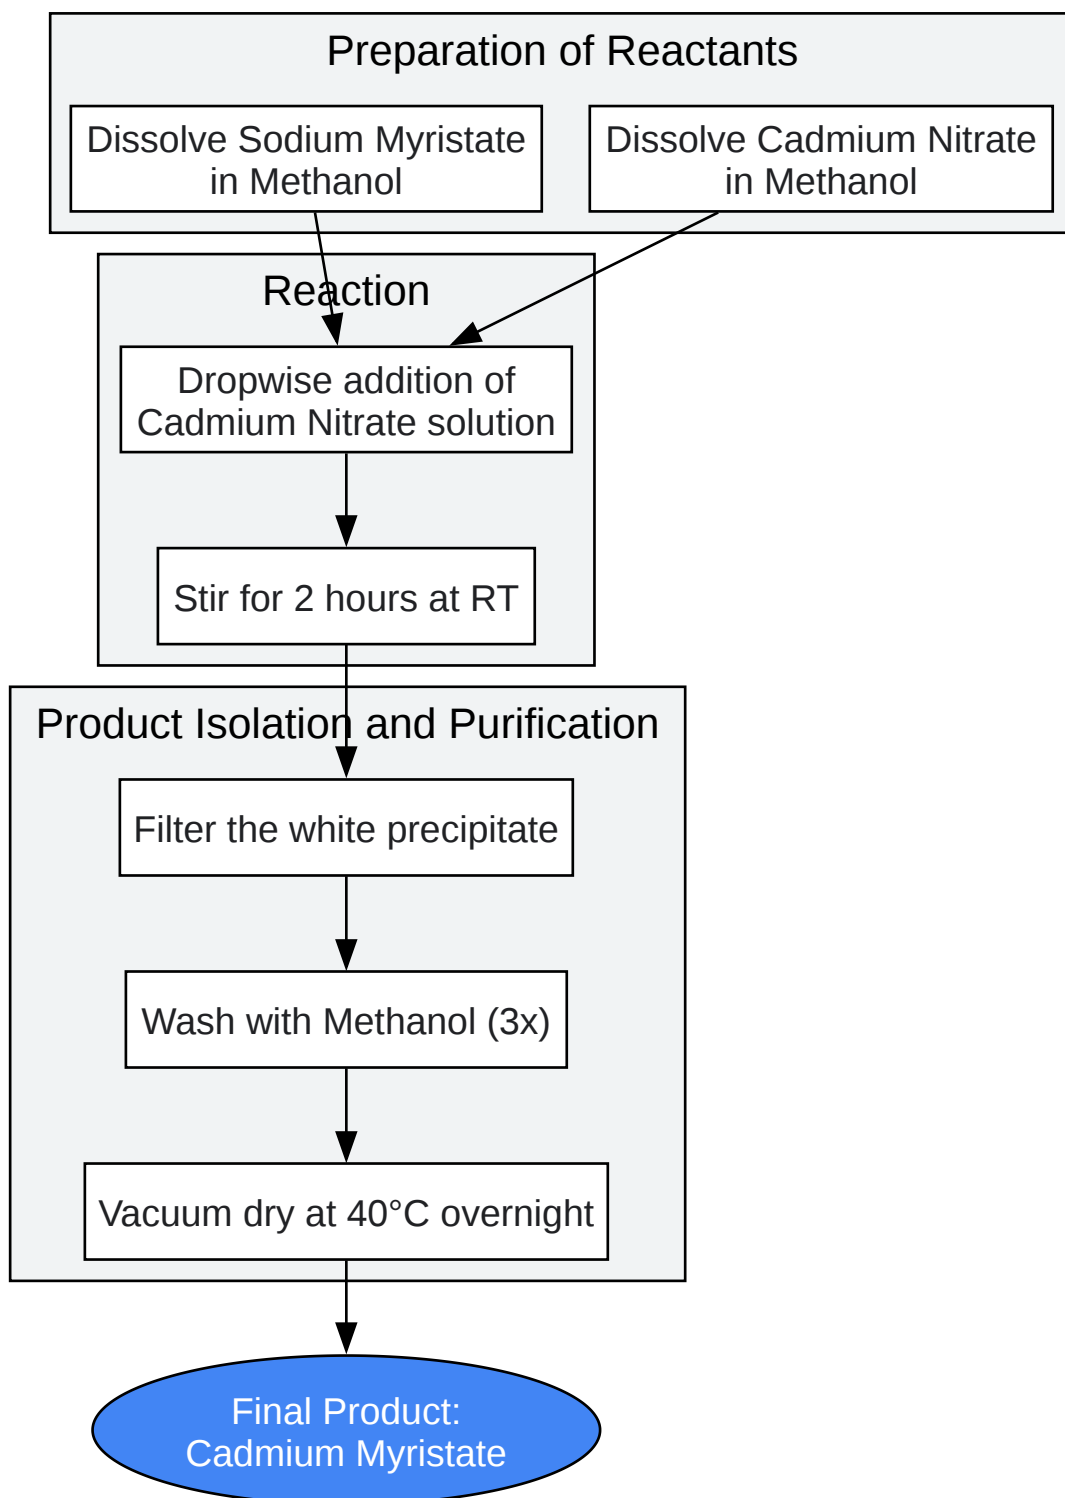 Preparation of Reactants
Dissolve Sodium Myristate
in Methanol
Dissolve Cadmium Nitrate
in Methanol
Reaction
Dropwise addition of
Cadmium Nitrate solution
Stir for 2 hours at RT
Product Isolation and Purification
Filter the white precipitate
Wash with Methanol (3x)
Vacuum dry at 40°C overnight
Final Product:
Cadmium Myristate